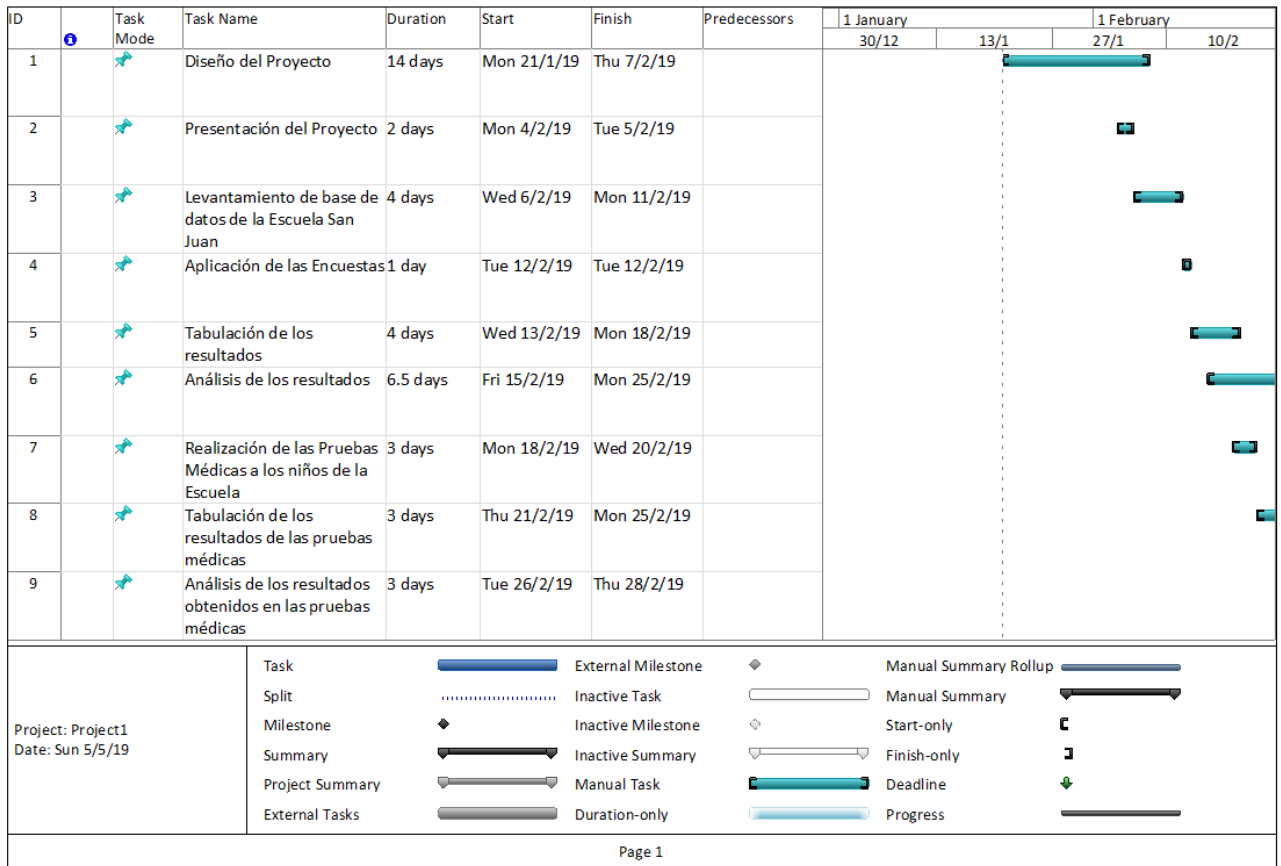 ID Task Mode Task Name Duration Start Finish Predecessors
1 January 1 February
30/12 13/1 27/1 10/2
1 Diseño del Proyecto 14 days Mon 21/1/19 Thu 7/2/19
2 Presentación del Proyecto 2 days Mon 4/2/19 Tue 5/2/19
3 Levantamiento de base de 4 days Wed 6/2/19 Mon 11/2/19
datos de la Escuela San
Juan
4 Aplicación de las Encuestas 1 day Tue 12/2/19 Tue 12/2/19
5 Tabulación de los 4 days Wed 13/2/19 Mon 18/2/19
resultados
6 Análisis de los resultados 6.5 days Fri 15/2/19 Mon 25/2/19
7 Realización de las Pruebas 3 days Mon 18/2/19 Wed 20/2/19
Médicas a los niños de la
Escuela
8 Tabulación de los 3 days Thu 21/2/19 Mon 25/2/19
resultados de las pruebas
médicas
9 Análisis de los resultados 3 days Tue 26/2/19 Thu 28/2/19
obtenidos en las pruebas
médicas
Project: Project1
Date: Sun 5/5/19
Task
Split
Milestone
Summary
Project Summary
External Tasks
External Milestone
Inactive Task
Inactive Milestone
Inactive Summary
Manual Task
Duration-only
Manual Summary Rollup
Manual Summary
Start-only
Finish-only
Deadline
Progress
Page 1